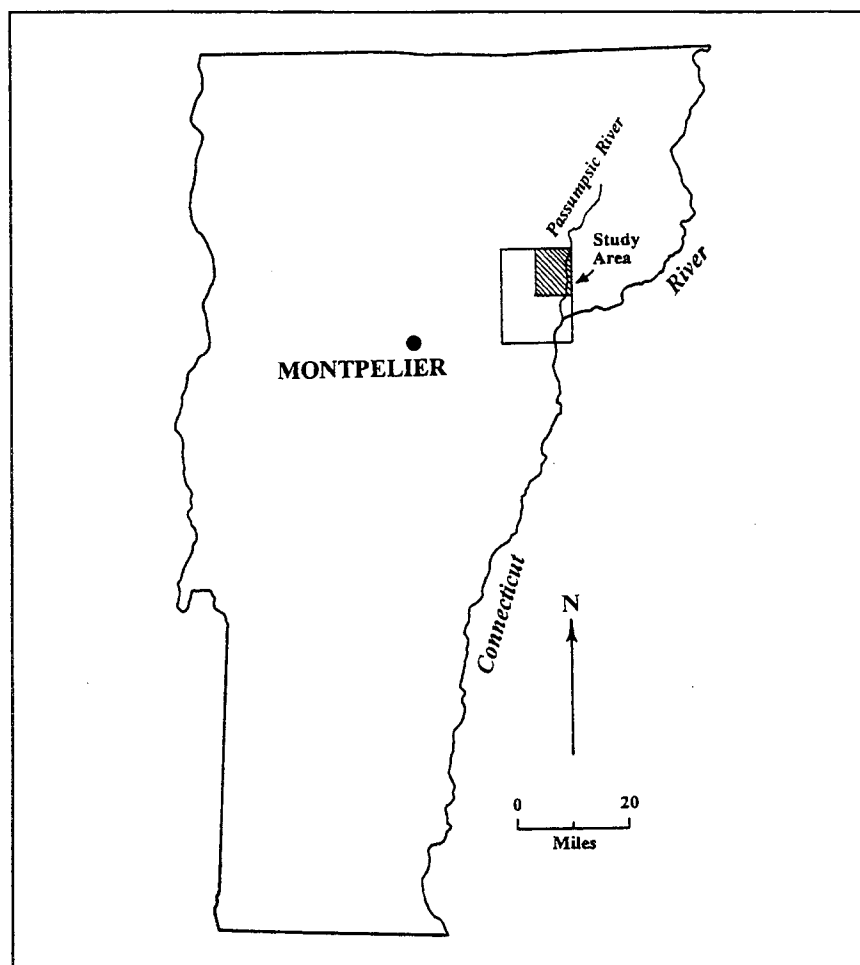 Passumpsic River
Study
Area
River
MONTPELIER
Connecticut
N
0 20
Miles